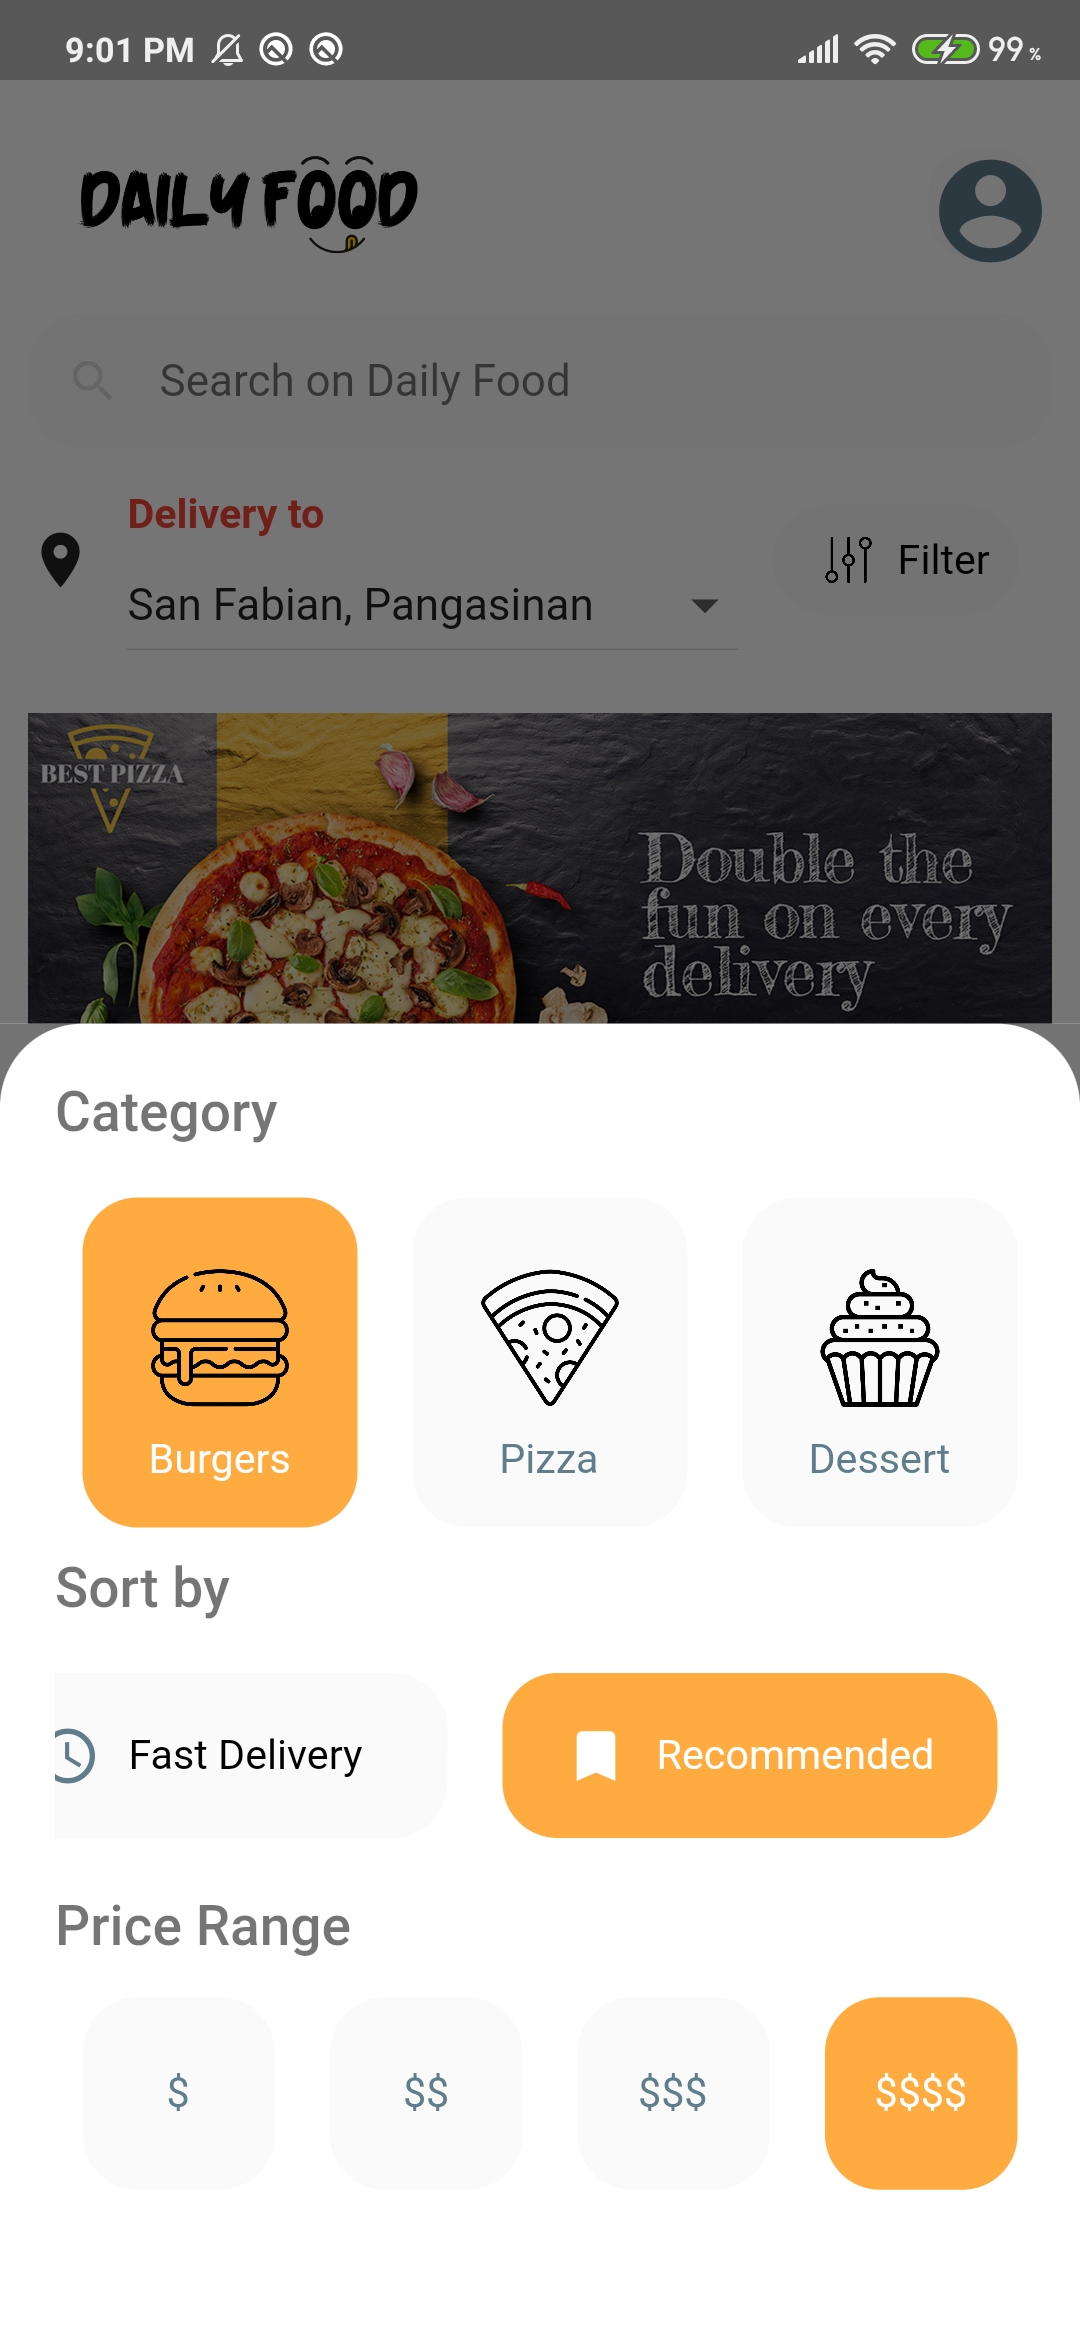 9:01 PM 99 %
DAILY FOOD
Search on Daily Food
Delivery to
San Fabian, Pangasinan
Filter
BEST PIZZA
Double the
fun on every
delivery
Category
Burgers Pizza Dessert
Sort by
Fast Delivery Recommended
Price Range
$ $$ $$$ $$$$